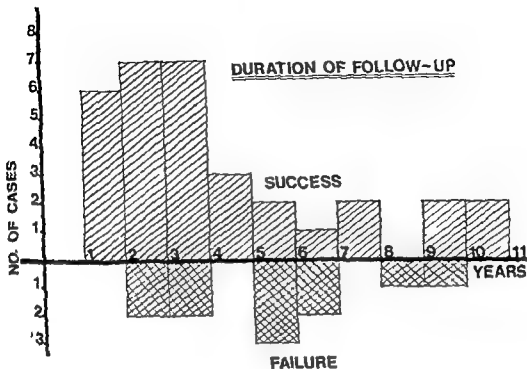 DURATION OF FOLLOW-UP
NO. OF CASES
8
7
6
5
4
3
2
1
SUCCESS
1 2 3 4 5 6 7 8 9 10 11
YEARS
1
2
3
FAILURE